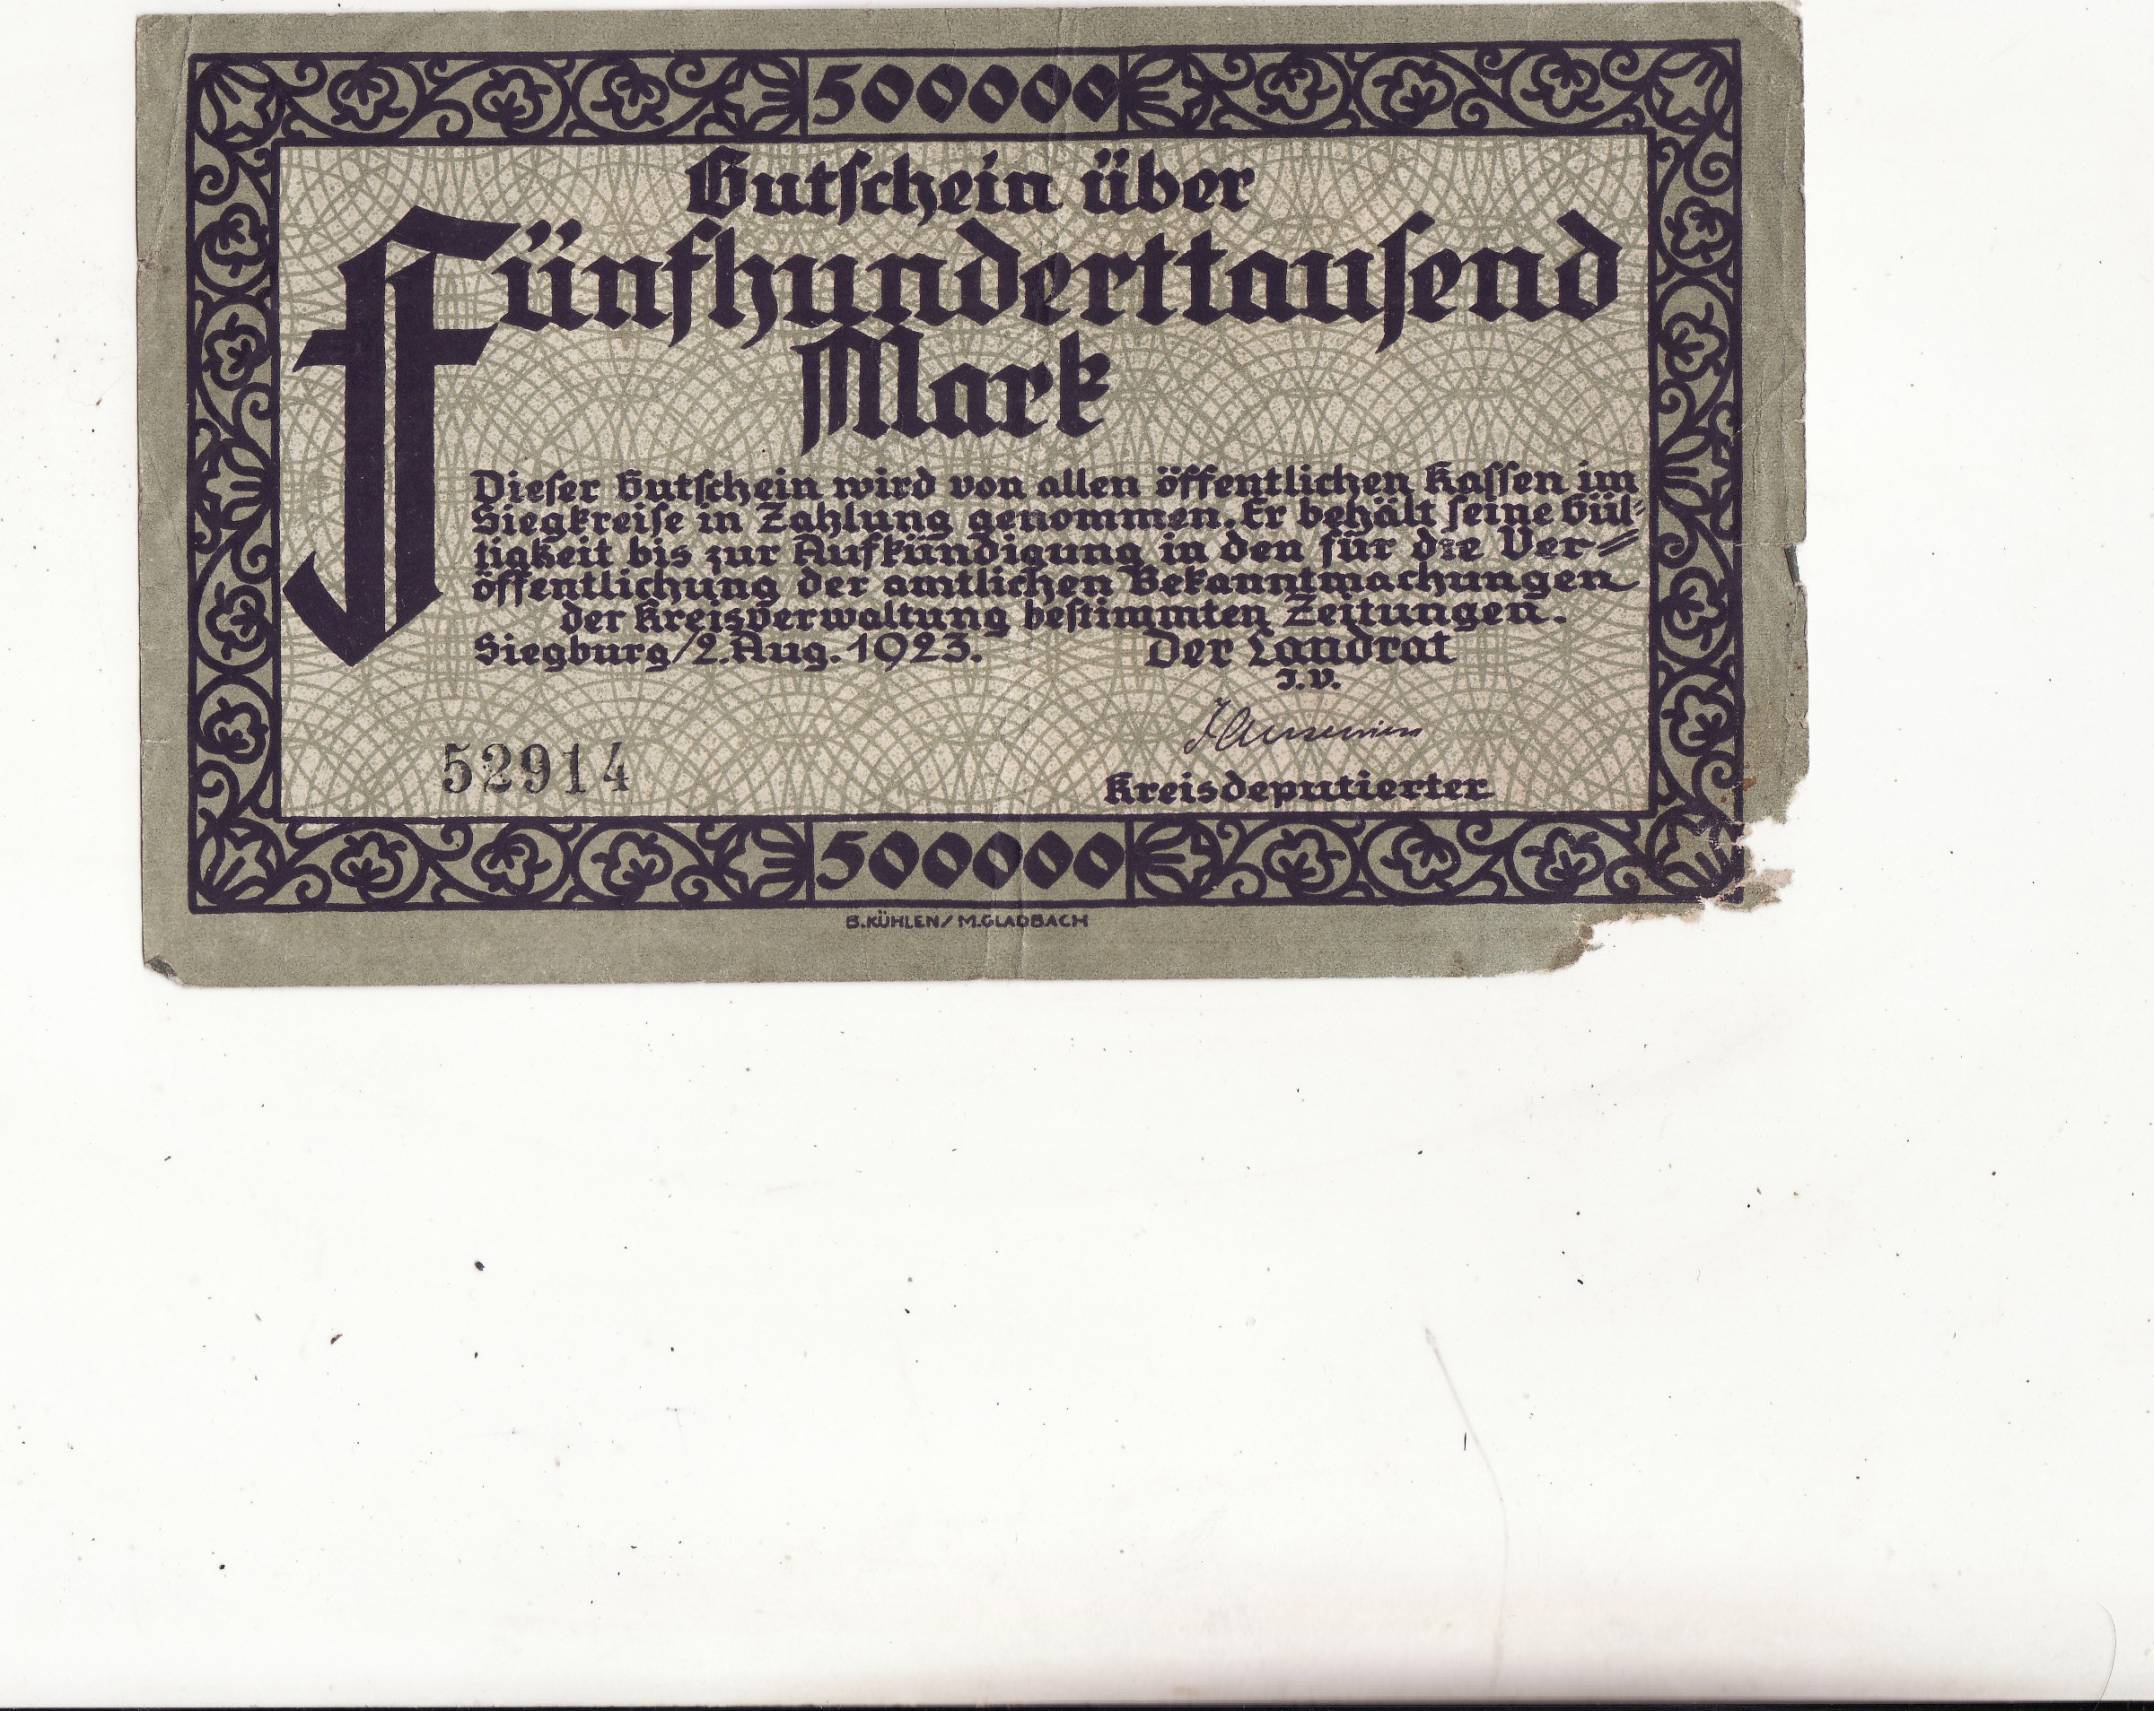 500000
Gutschein über
Fünfhunderttausend
Mark
Dieser Gutschein wird von allen öffentlichen Kassen im
Siegkreise in Zahlung genommen. Er behält seine Gül=
tigkeit bis zur Aufkündigung in den für die Ver=
öffentlichung der amtlichen Bekanntmachungen
der Kreisverwaltung bestimmten Zeitungen.
Siegburg/2.Aug.1923. Der Landrat
J.V.
Kreisdeputierter
52914
500000
B.KÜHLEN/M.GLADBACH